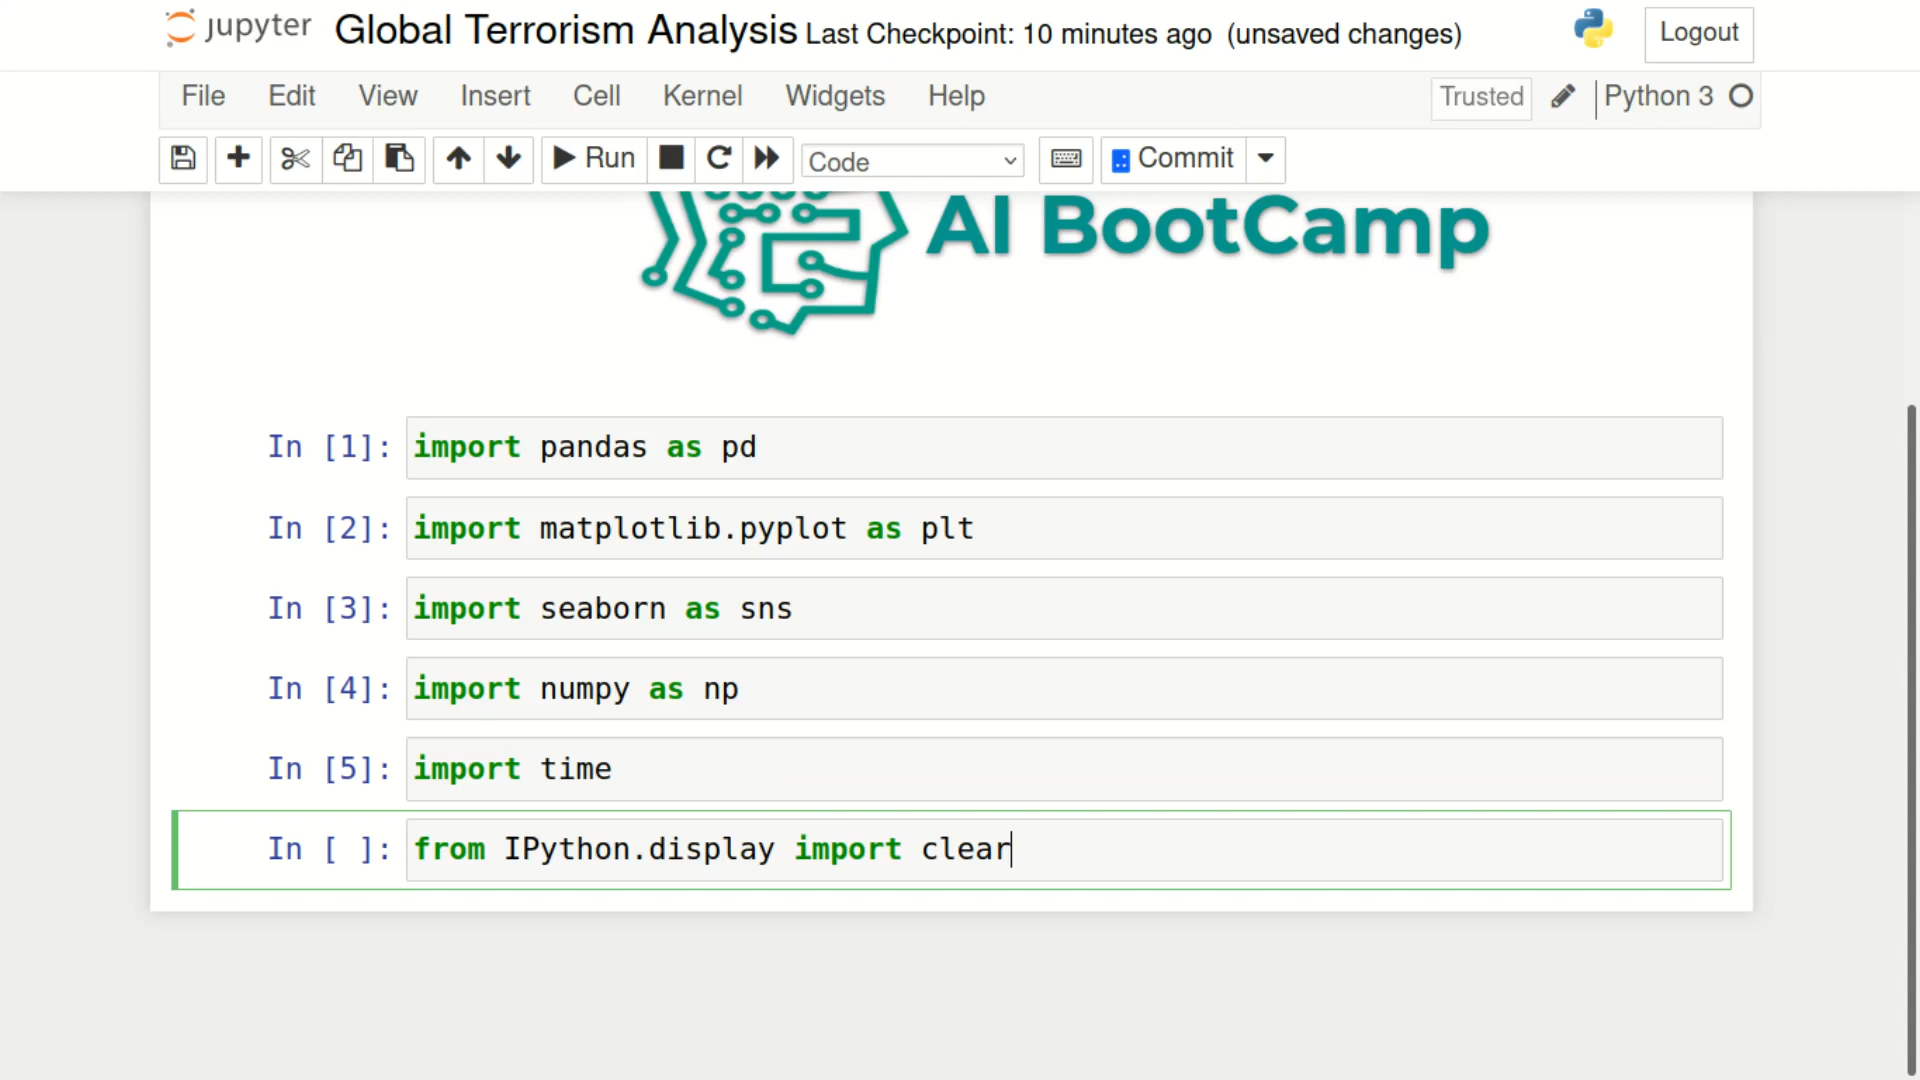 jupyter Global Terrorism Analysis Last Checkpoint: 10 minutes ago (unsaved changes) Logout
File Edit View Insert Cell Kernel Widgets Help Trusted Python 3
Run Code Commit
AI BootCamp
In [1]: import pandas as pd
In [2]: import matplotlib.pyplot as plt
In [3]: import seaborn as sns
In [4]: import numpy as np
In [5]: import time
In [ ]: from IPython.display import clear